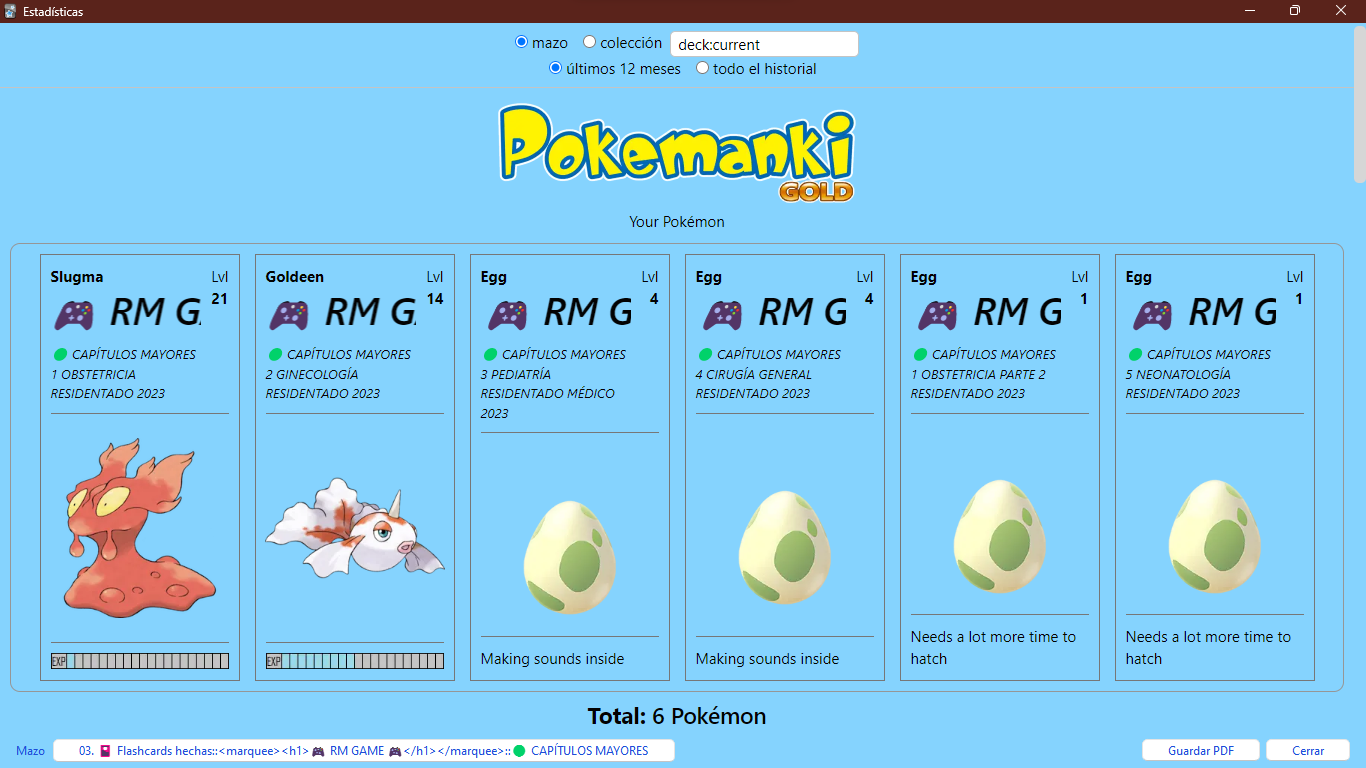 Estadísticas
mazo colección deck:current
últimos 12 meses todo el historial
Pokemanki
GOLD
Your Pokémon
Slugma Lvl
RM GA 21
CAPÍTULOS MAYORES
1 OBSTETRICIA
RESIDENTADO 2023
EXP
Goldeen Lvl
RM GA 14
CAPÍTULOS MAYORES
2 GINECOLOGÍA
RESIDENTADO 2023
EXP
Egg Lvl
RM G 4
CAPÍTULOS MAYORES
3 PEDIATRÍA
RESIDENTADO MÉDICO
2023
Making sounds inside
Egg Lvl
RM G 4
CAPÍTULOS MAYORES
4 CIRUGÍA GENERAL
RESIDENTADO 2023
Making sounds inside
Egg Lvl
RM G 1
CAPÍTULOS MAYORES
1 OBSTETRICIA PARTE 2
RESIDENTADO 2023
Needs a lot more time to
hatch
Egg Lvl
RM G 1
CAPÍTULOS MAYORES
5 NEONATOLOGÍA
RESIDENTADO 2023
Needs a lot more time to
hatch
Total: 6 Pokémon
Mazo 03. 🎴 Flashcards hechas::<marquee><h1>🎮 RM GAME 🎮</h1></marquee>::🟢 CAPÍTULOS MAYORES Guardar PDF Cerrar